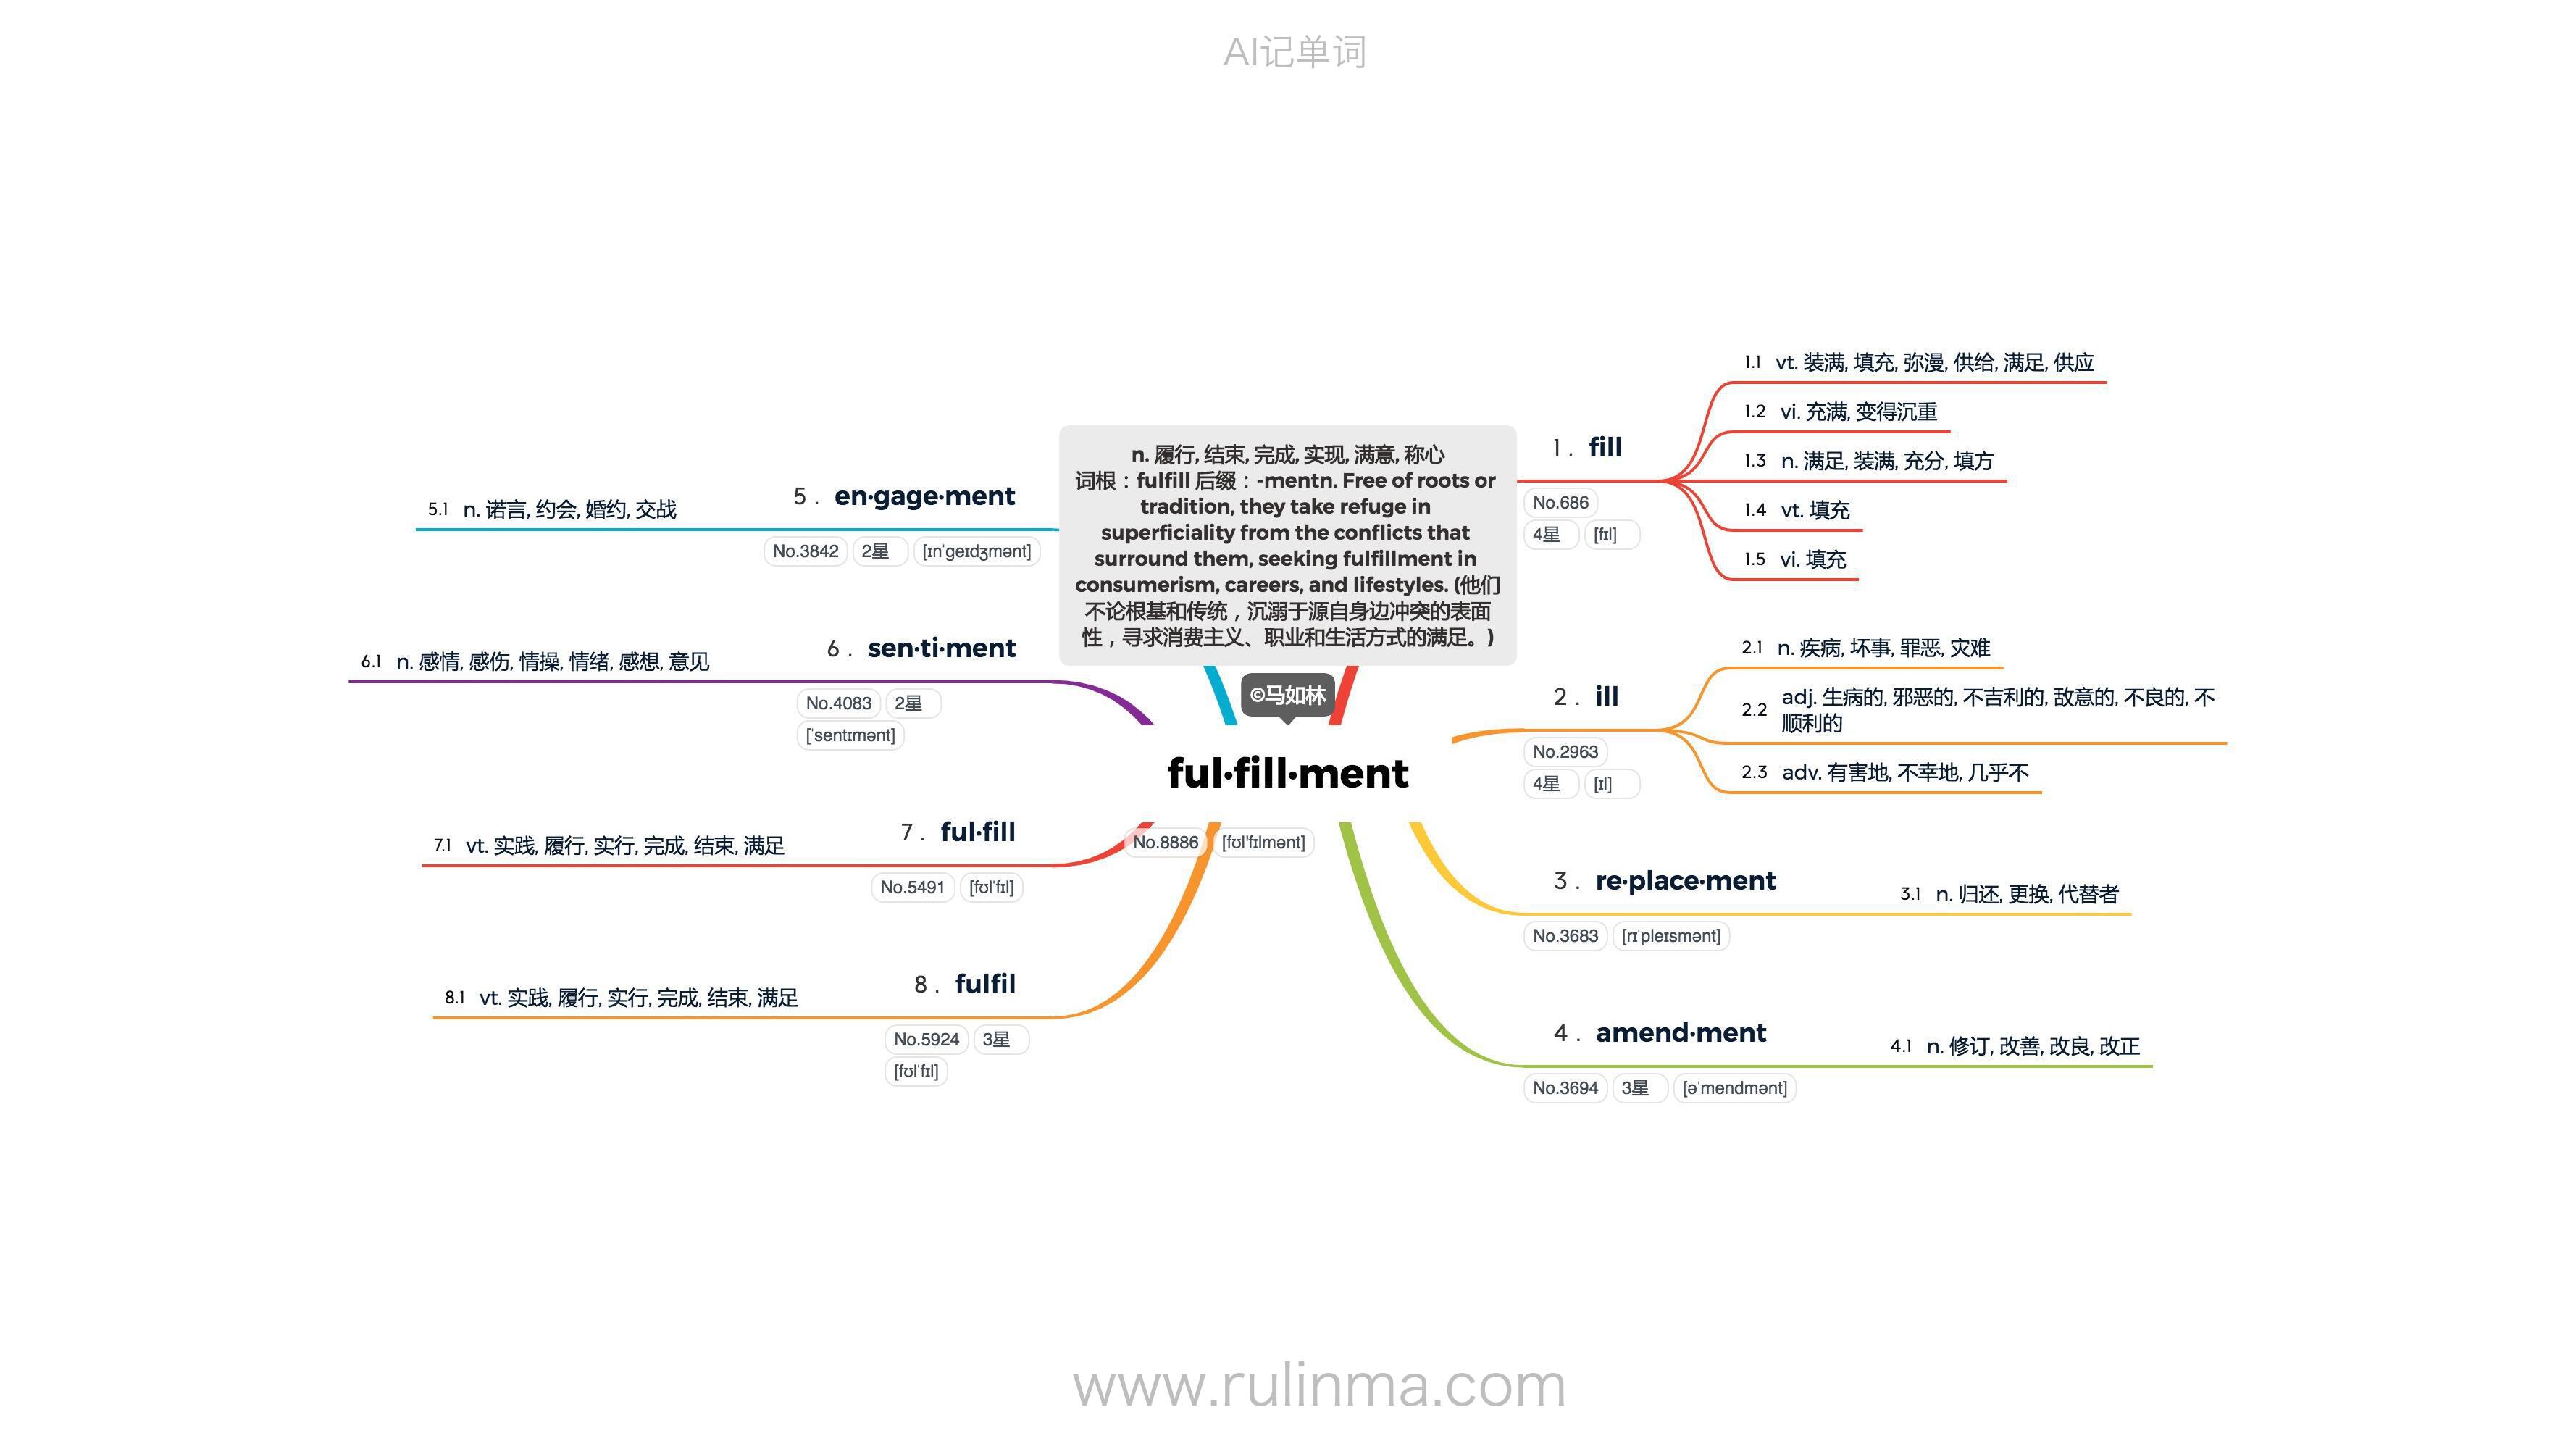 AI记单词
n. 履行, 结束, 完成, 实现, 满意, 称心
词根：fulfill 后缀：-mentn. Free of roots or
tradition, they take refuge in
superficiality from the conflicts that
surround them, seeking fulfillment in
consumerism, careers, and lifestyles. (他们
不论根基和传统，沉溺于源自身边冲突的表面
性，寻求消费主义、职业和生活方式的满足。)
©马如林
ful·fill·ment
No.8886 [fʊl'fɪlmənt]
1 . fill
No.686
4星 [fɪl]
1.1 vt. 装满, 填充, 弥漫, 供给, 满足, 供应
1.2 vi. 充满, 变得沉重
1.3 n. 满足, 装满, 充分, 填方
1.4 vt. 填充
1.5 vi. 填充
2 . ill
No.2963
4星 [ɪl]
2.1 n. 疾病, 坏事, 罪恶, 灾难
2.2 adj. 生病的, 邪恶的, 不吉利的, 敌意的, 不良的, 不
顺利的
2.3 adv. 有害地, 不幸地, 几乎不
3 . re·place·ment
No.3683 [rɪˈpleɪsmənt]
3.1 n. 归还, 更换, 代替者
4 . amend·ment
No.3694 3星 [əˈmendmənt]
4.1 n. 修订, 改善, 改良, 改正
5 . en·gage·ment
No.3842 2星 [ɪnˈgeɪdʒmənt]
5.1 n. 诺言, 约会, 婚约, 交战
6 . sen·ti·ment
No.4083 2星
[ˈsentɪmənt]
6.1 n. 感情, 感伤, 情操, 情绪, 感想, 意见
7 . ful·fill
No.5491 [fʊlˈfɪl]
7.1 vt. 实践, 履行, 实行, 完成, 结束, 满足
8 . fulfil
No.5924 3星
[fʊlˈfɪl]
8.1 vt. 实践, 履行, 实行, 完成, 结束, 满足
www.rulinma.com